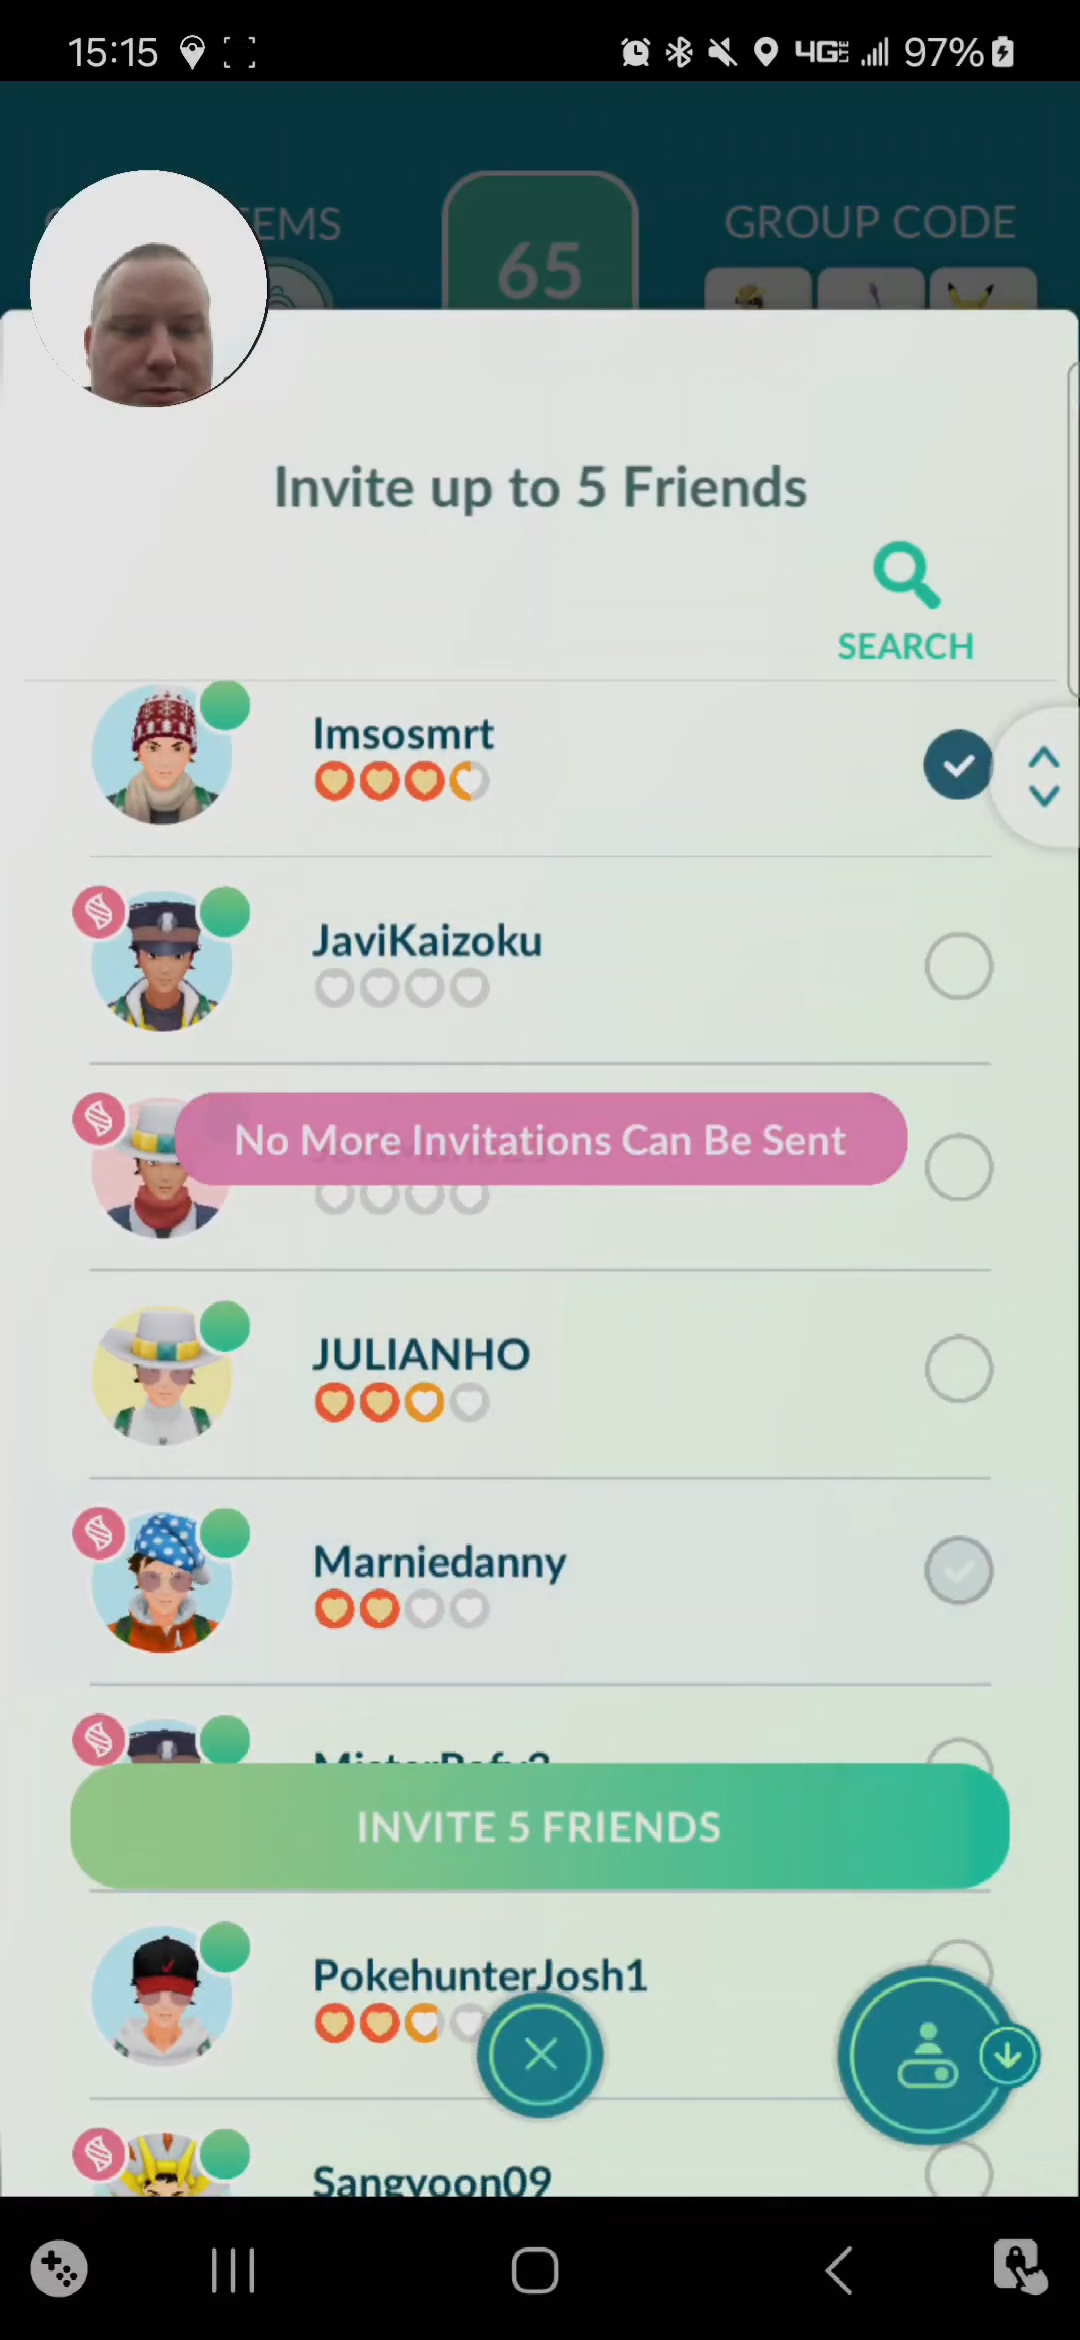 15:15
4G
97%
EMS
65
GROUP CODE
Invite up to 5 Friends
SEARCH
Imsosmrt
JaviKaizoku
No More Invitations Can Be Sent
JULIANHO
Marniedanny
INVITE 5 FRIENDS
PokehunterJosh1
Sangyoon09